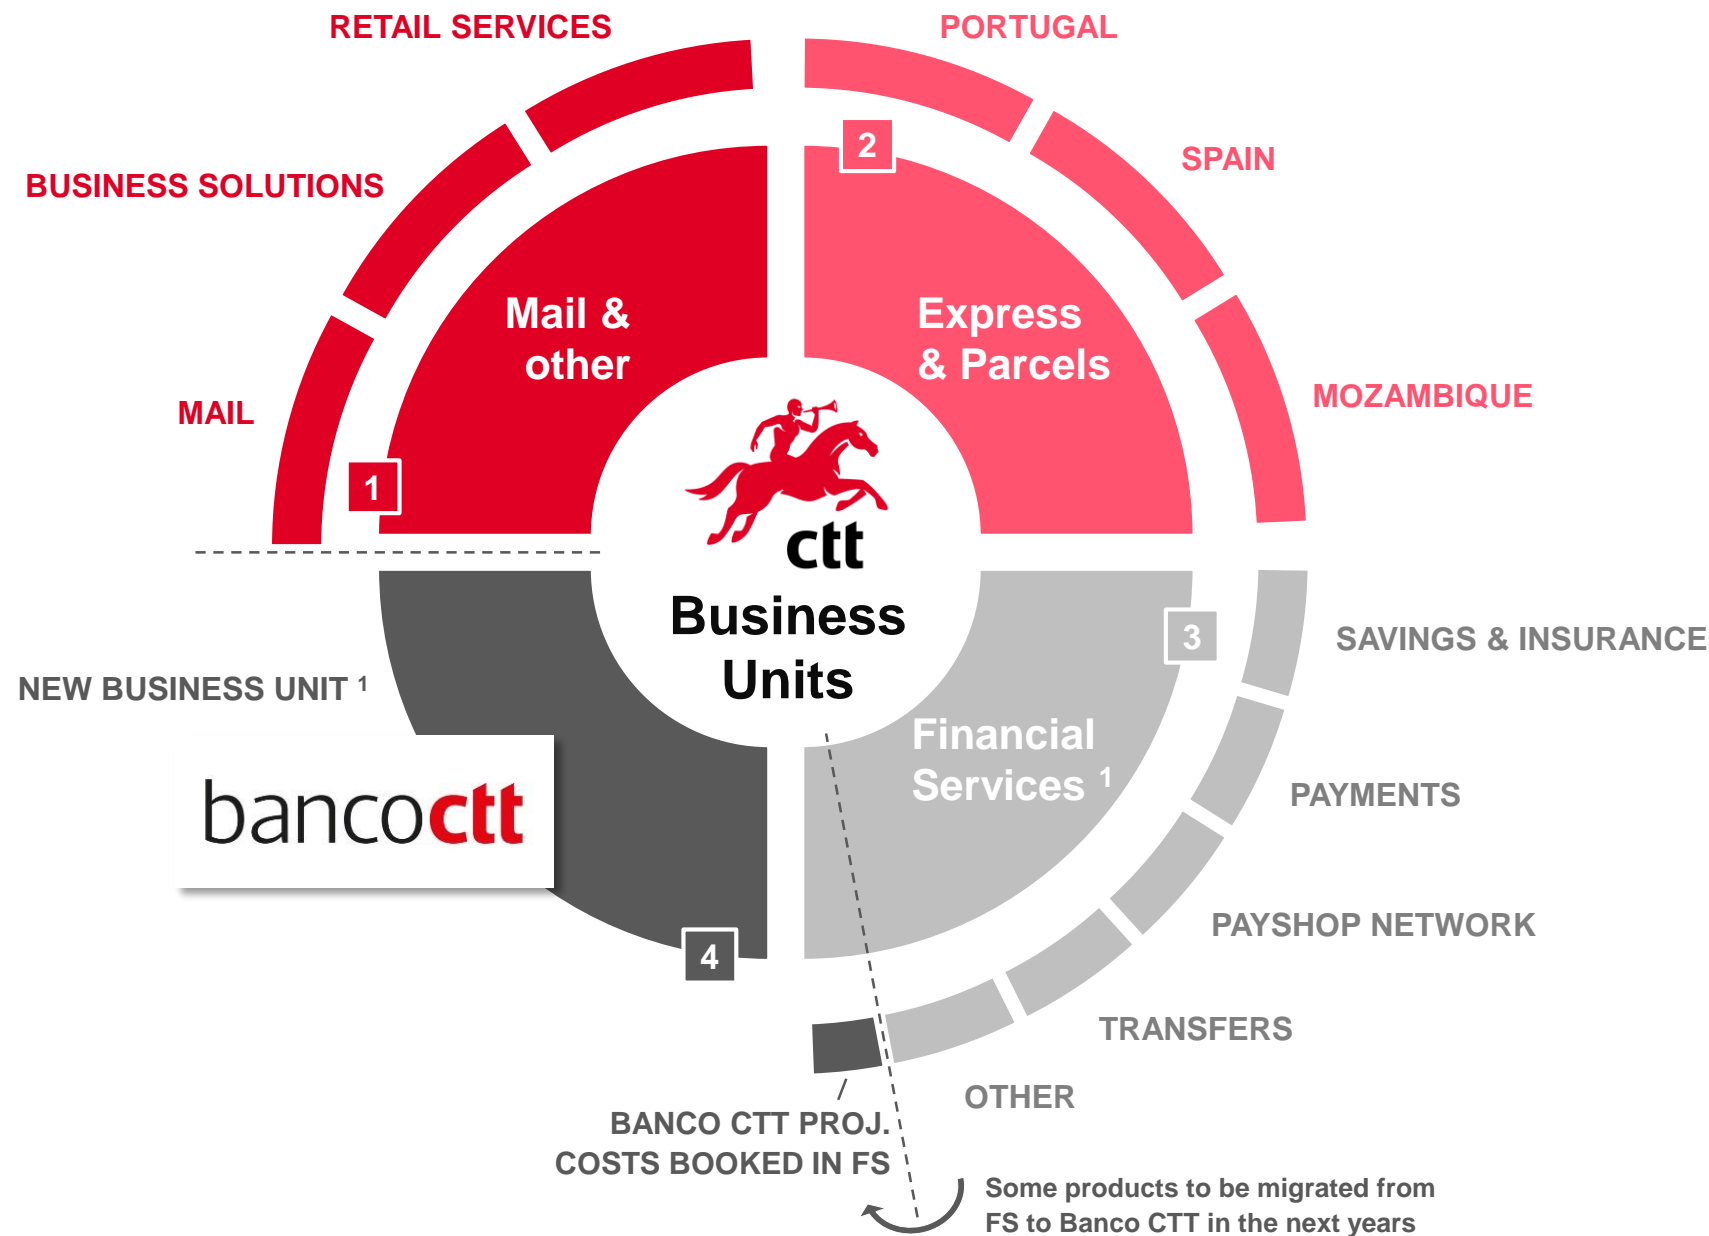 RETAIL SERVICES
PORTUGAL
2
SPAIN
BUSINESS SOLUTIONS
Mail &
other
Express
& Parcels
MAIL
MOZAMBIQUE
1
ctt
Business
Units
3
SAVINGS & INSURANCE
NEW BUSINESS UNIT 1
Financial
Services 1
PAYMENTS
bancoctt
PAYSHOP NETWORK
4
TRANSFERS
OTHER
BANCO CTT PROJ.
COSTS BOOKED IN FS
Some products to be migrated from
FS to Banco CTT in the next years